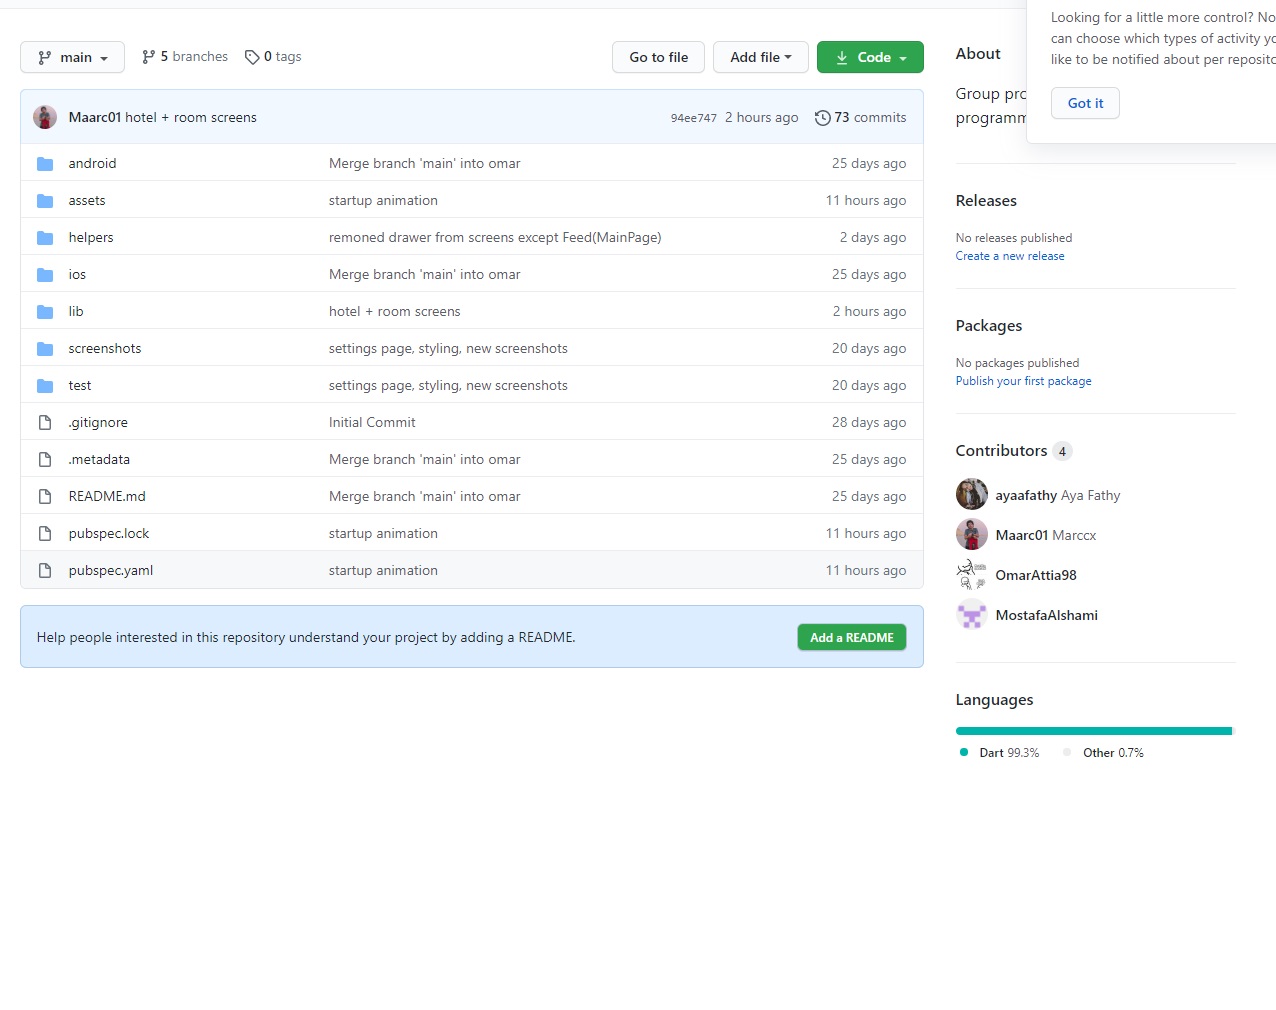 main
5 branches
0 tags
Go to file
Add file
Code
Maarc01 hotel + room screens
94ee747 2 hours ago
73 commits
android Merge branch 'main' into omar 25 days ago
assets startup animation 11 hours ago
helpers remoned drawer from screens except Feed(MainPage) 2 days ago
ios Merge branch 'main' into omar 25 days ago
lib hotel + room screens 2 hours ago
screenshots settings page, styling, new screenshots 20 days ago
test settings page, styling, new screenshots 20 days ago
.gitignore Initial Commit 28 days ago
.metadata Merge branch 'main' into omar 25 days ago
README.md Merge branch 'main' into omar 25 days ago
pubspec.lock startup animation 11 hours ago
pubspec.yaml startup animation 11 hours ago
Help people interested in this repository understand your project by adding a README.
Add a README
Looking for a little more control? No
can choose which types of activity yo
like to be notified about per reposito
Got it
About
Group pro
programm
Releases
No releases published
Create a new release
Packages
No packages published
Publish your first package
Contributors 4
ayaafathy Aya Fathy
Maarc01 Marccx
OmarAttia98
MostafaAlshami
Languages
Dart 99.3%
Other 0.7%